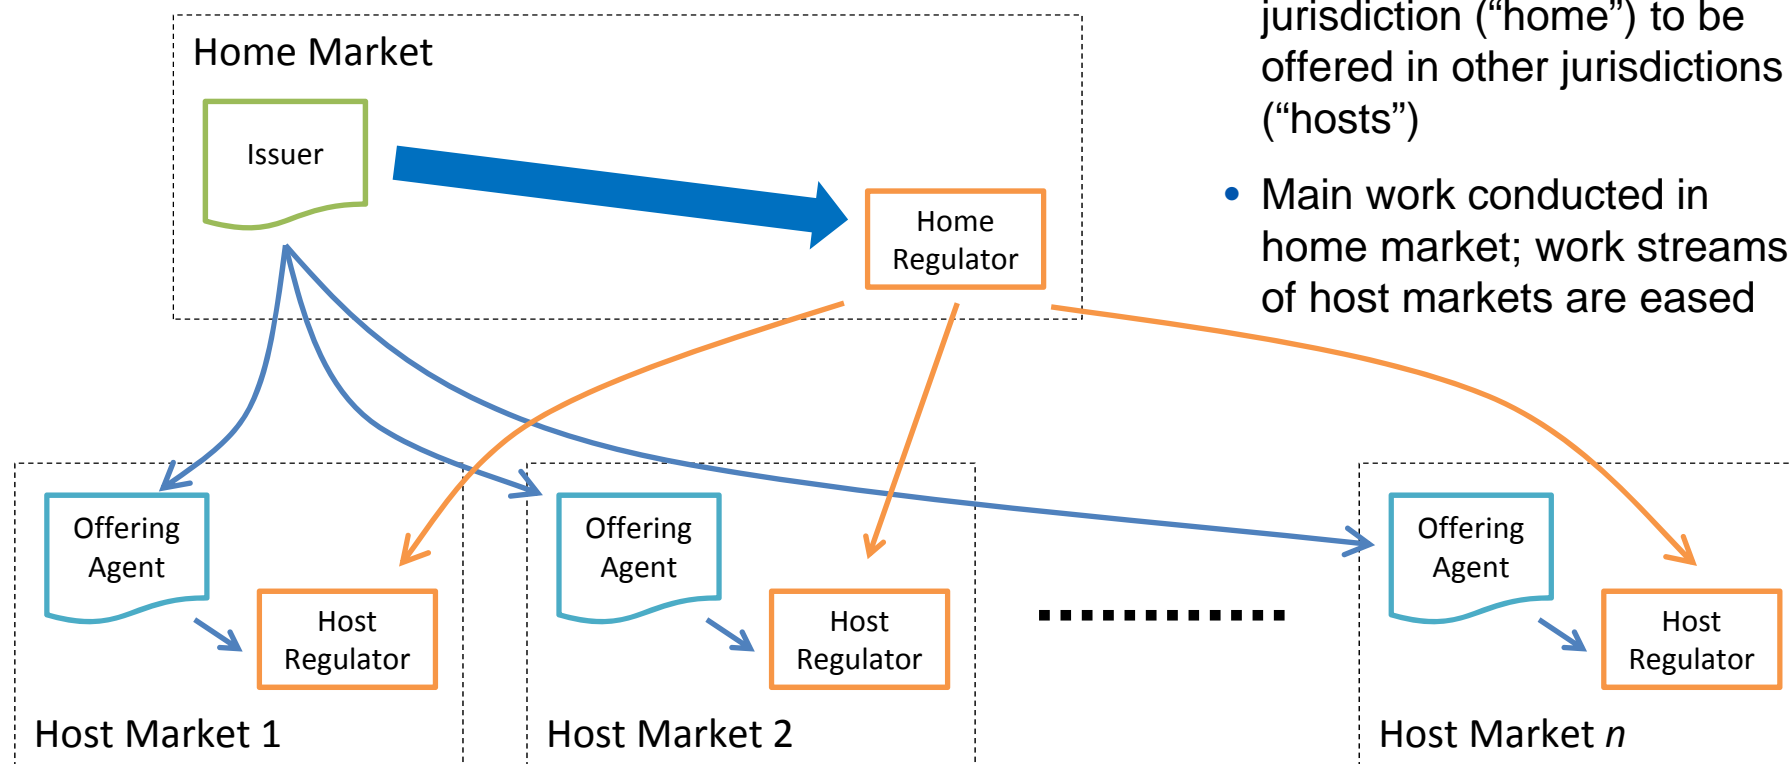 Home Market
Issuer
Home
Regulator
jurisdiction (“home”) to be
offered in other jurisdictions
(“hosts”)
• Main work conducted in
home market; work streams
of host markets are eased
Offering
Agent
Host
Regulator
Host Market 1
Offering
Agent
Host
Regulator
Host Market 2
Offering
Agent
Host
Regulator
Host Market n